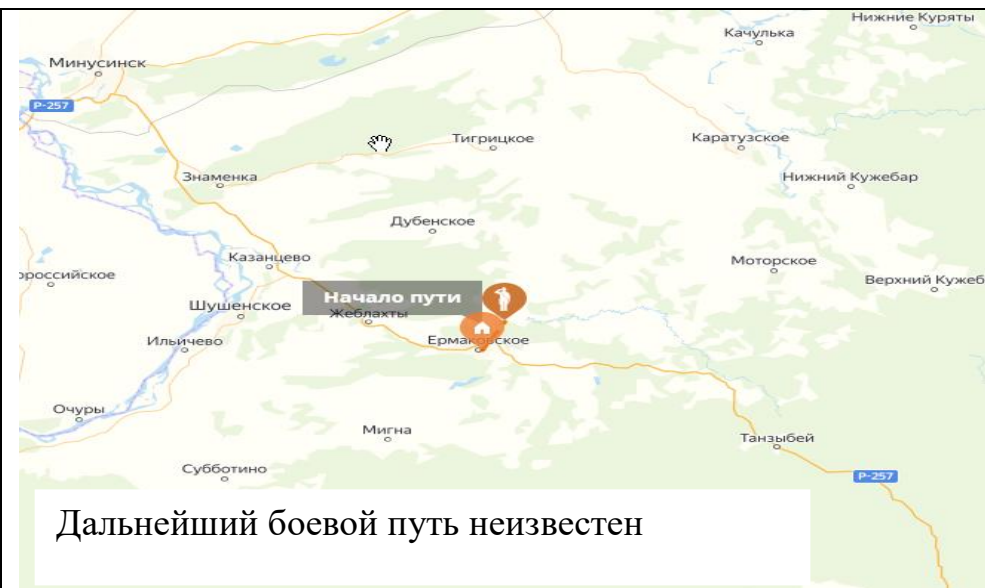 Нижние Куряты
Качулька
Минусинск
Р-257
Тигрицкое
Каратузское
Знаменка
Нижний Кужебар
Дубенское
Казанцево
Моторское
ороссийское
Верхний Кужеб
Начало пути
Шушенское
Жеблахты
Ильичево
Ермаковское
Очуры
Мигна
Танзыбей
Субботино
Р-257
Дальнейший боевой путь неизвестен